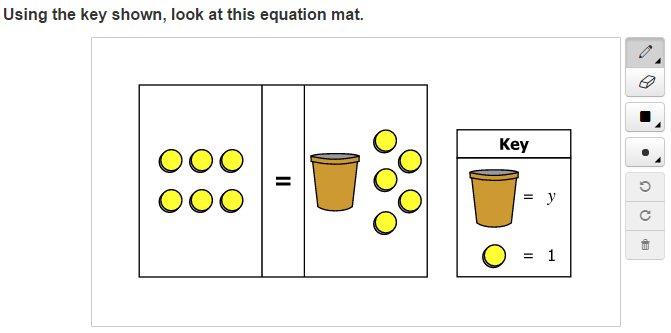 Using the key shown, look at this equation mat.
=
Key
= y
= 1